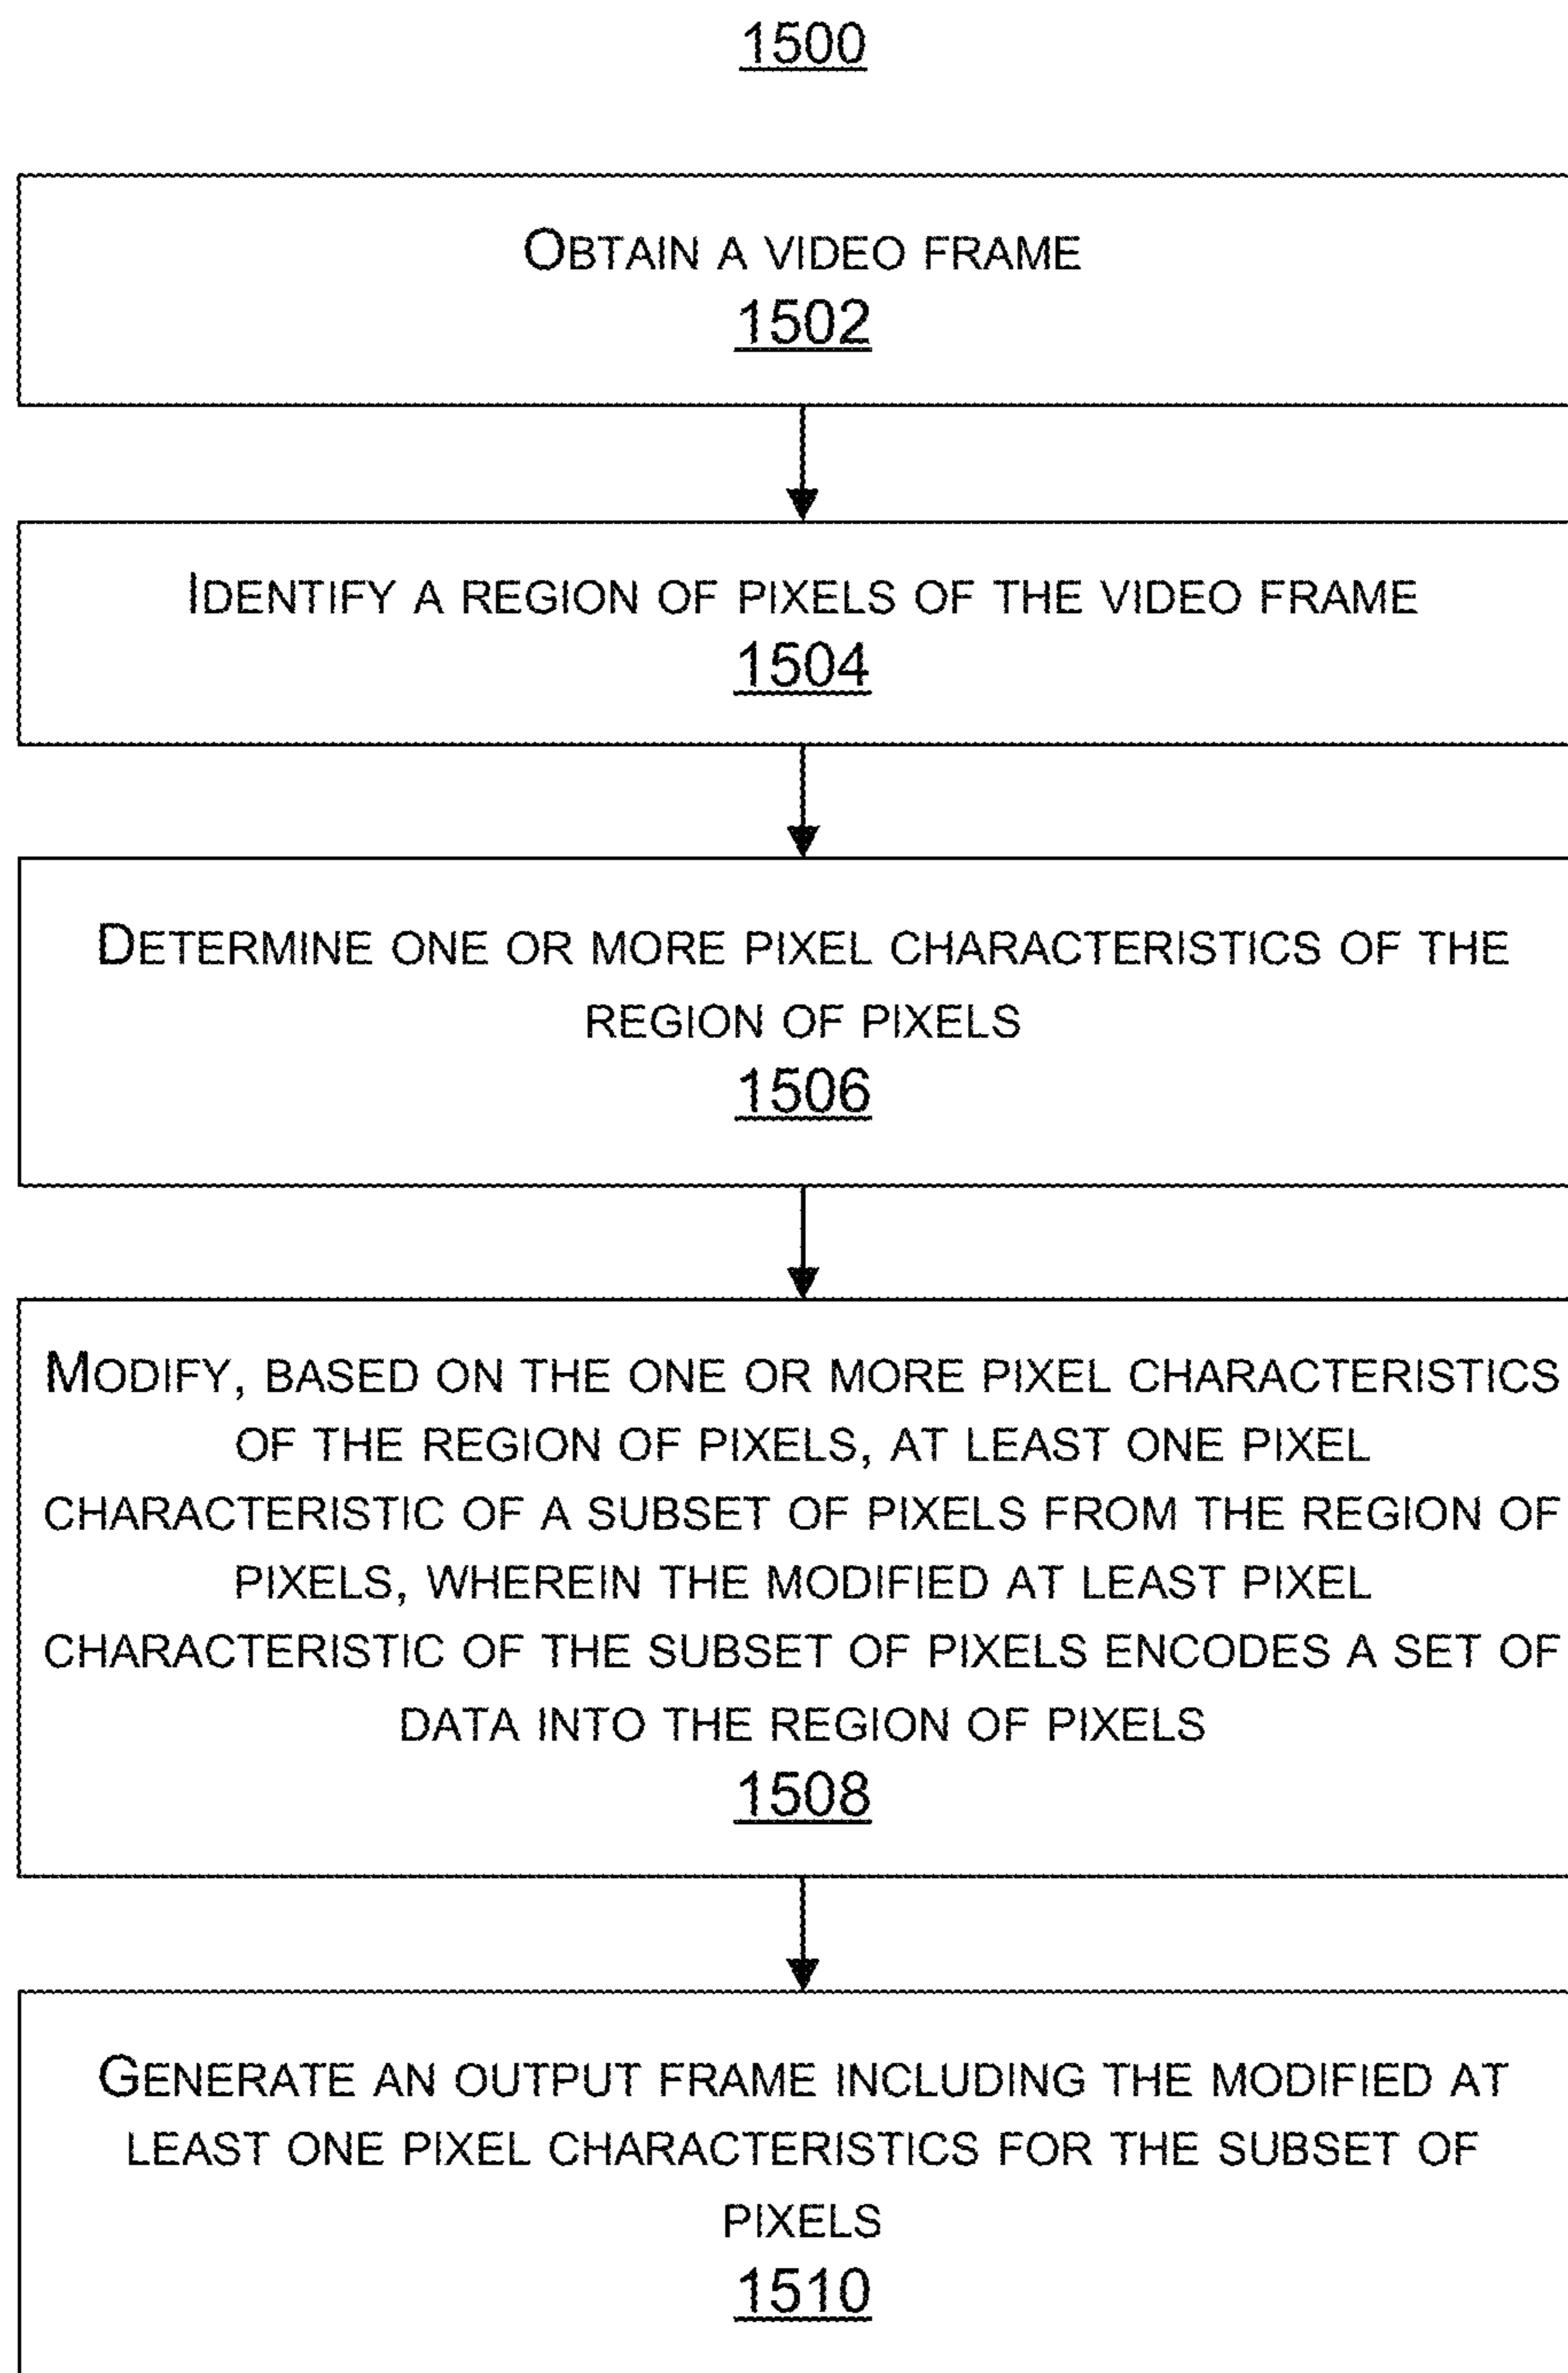 1500
OBTAIN A VIDEO FRAME
1502
IDENTIFY A REGION OF PIXELS OF THE VIDEO FRAME
1504
DETERMINE ONE OR MORE PIXEL CHARACTERISTICS OF THE
REGION OF PIXELS
1506
MODIFY, BASED ON THE ONE OR MORE PIXEL CHARACTERISTICS
OF THE REGION OF PIXELS, AT LEAST ONE PIXEL
CHARACTERISTIC OF A SUBSET OF PIXELS FROM THE REGION OF
PIXELS, WHEREIN THE MODIFIED AT LEAST PIXEL
CHARACTERISTIC OF THE SUBSET OF PIXELS ENCODES A SET OF
DATA INTO THE REGION OF PIXELS
1508
GENERATE AN OUTPUT FRAME INCLUDING THE MODIFIED AT
LEAST ONE PIXEL CHARACTERISTICS FOR THE SUBSET OF
PIXELS
1510